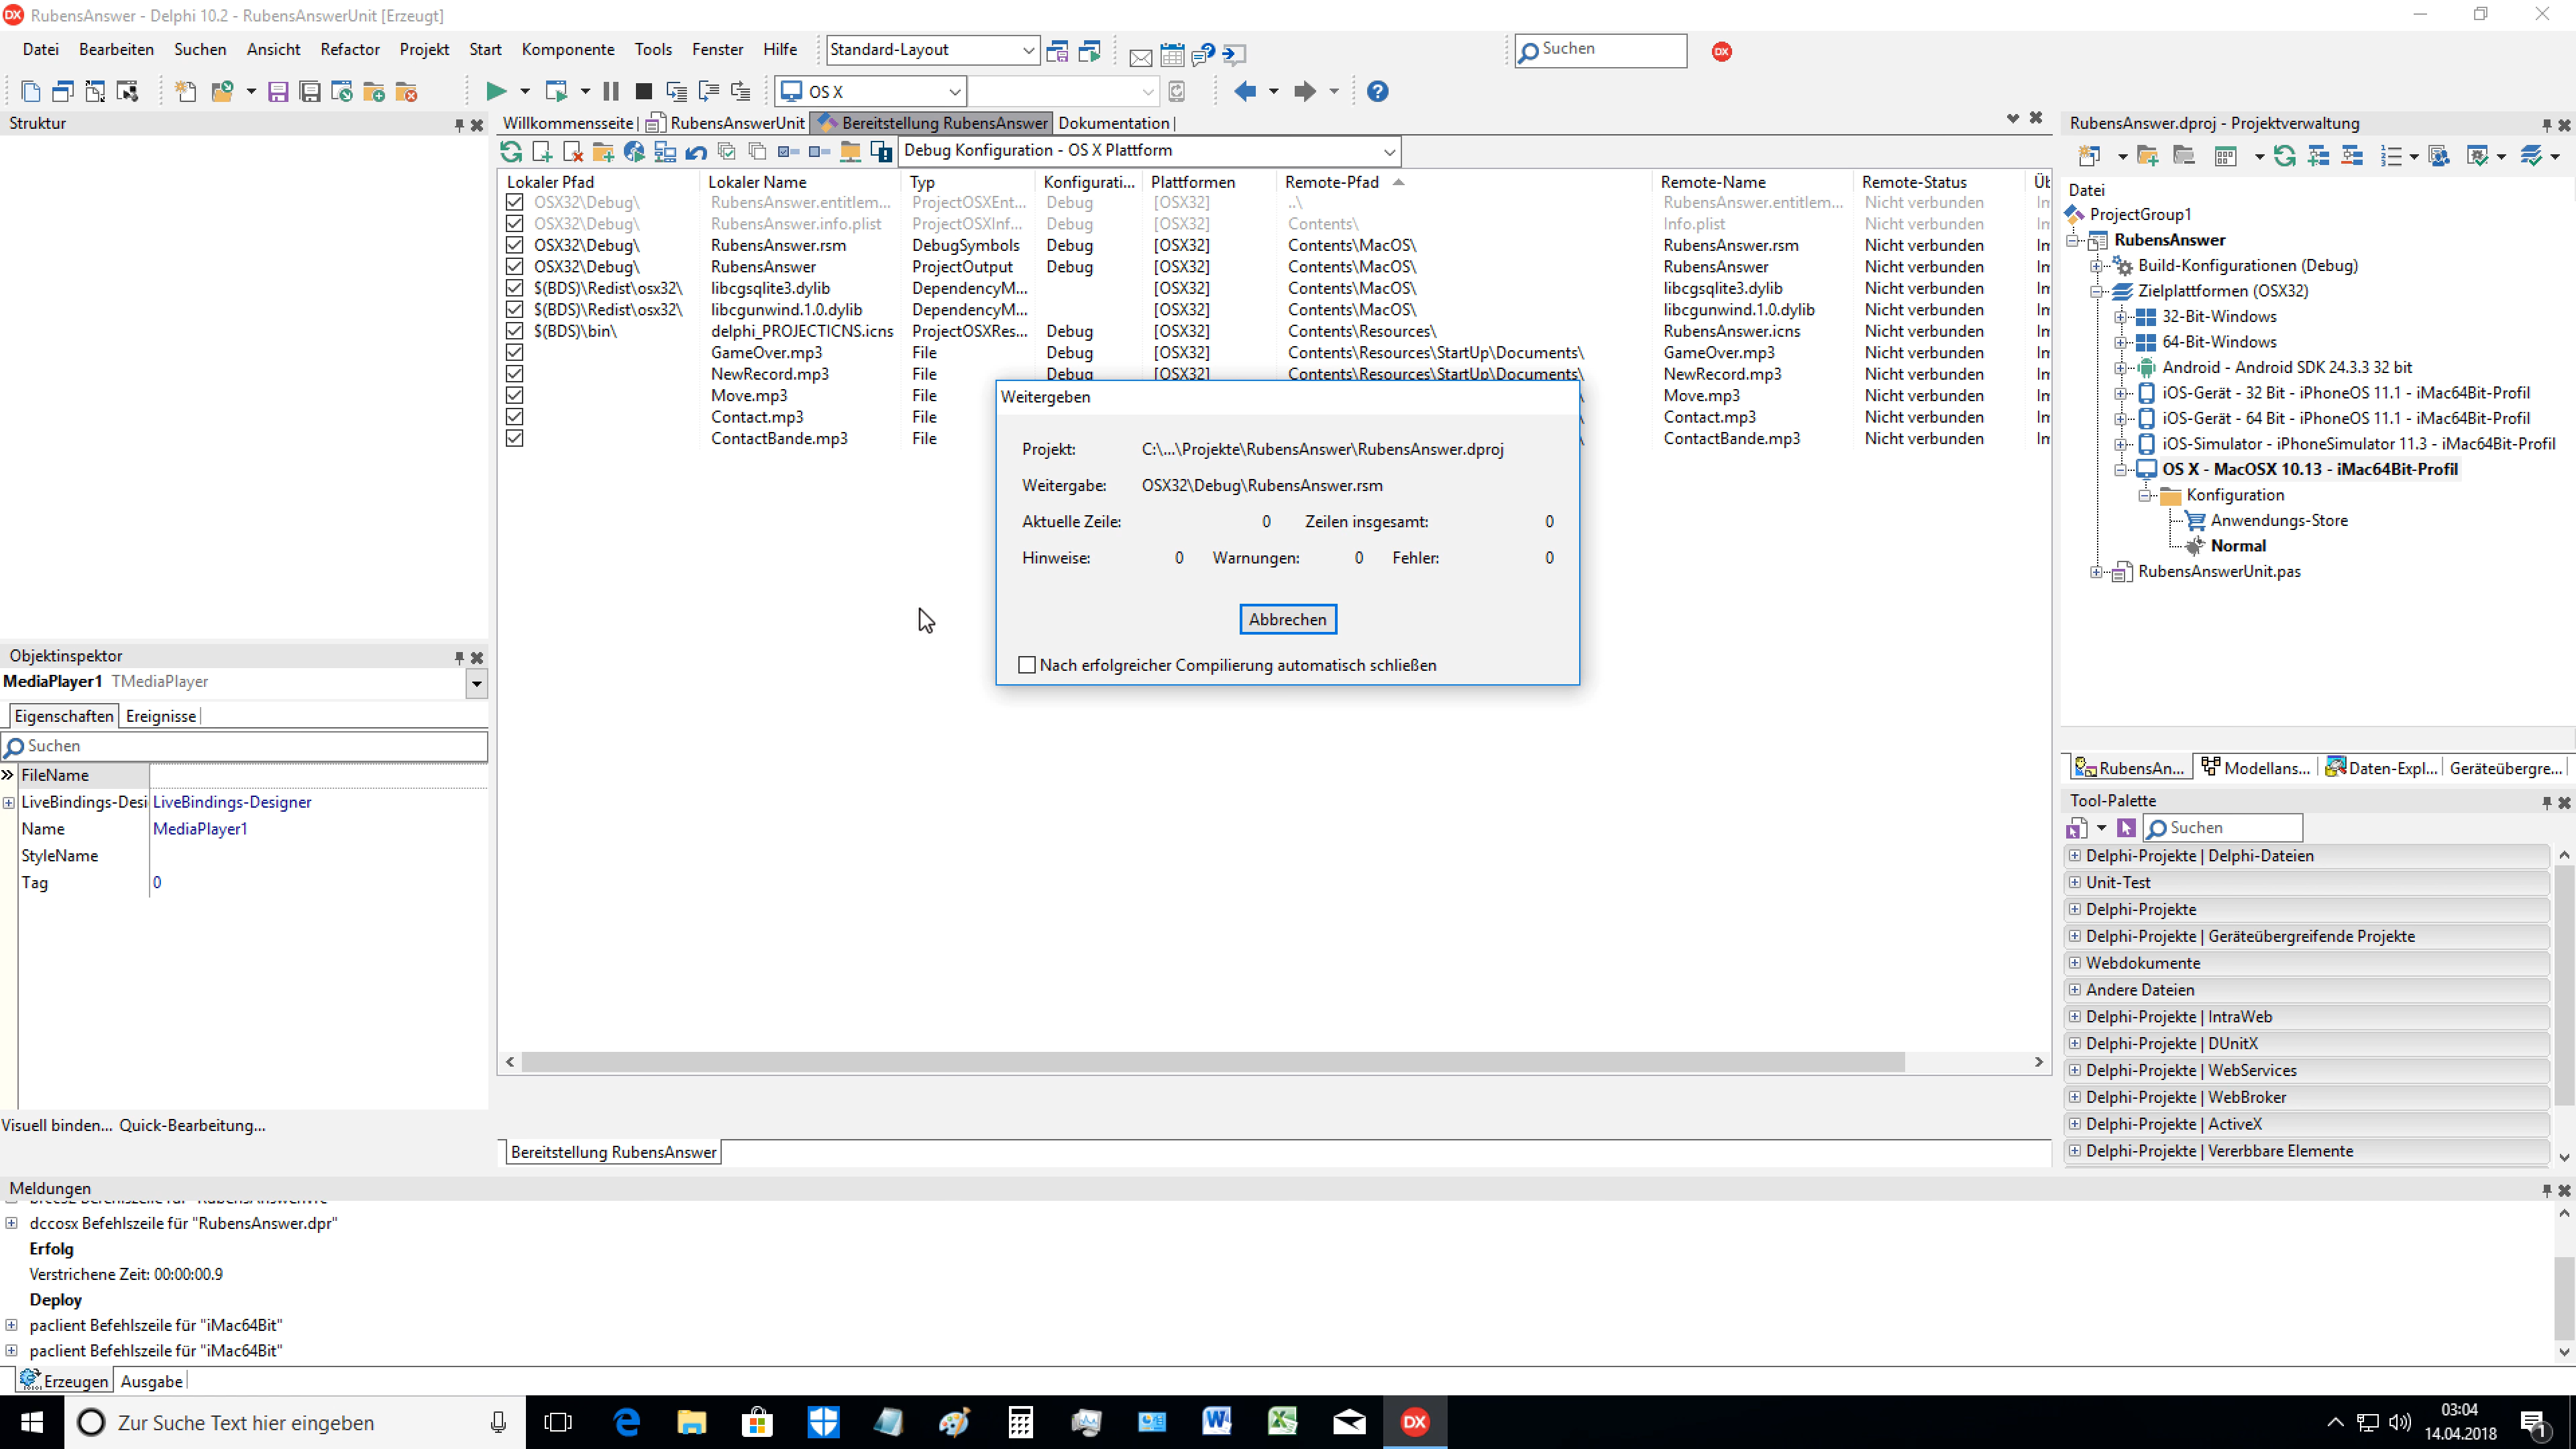 RubensAnswer - Delphi 10.2 - RubensAnswerUnit [Erzeugt]
Datei Bearbeiten Suchen Ansicht Refactor Projekt Start Komponente Tools Fenster Hilfe Standard-Layout Suchen
OS X
Struktur
Willkommensseite RubensAnswerUnit Bereitstellung RubensAnswer Dokumentation
Debug Konfiguration - OS X Plattform
Lokaler Pfad Lokaler Name Typ Konfigurati... Plattformen Remote-Pfad Remote-Name Remote-Status Üt
OSX32\Debug\ RubensAnswer.entitlem... ProjectOSXEnt... Debug [OSX32] ..\ RubensAnswer.entitlem... Nicht verbunden Im
OSX32\Debug\ RubensAnswer.info.plist ProjectOSXInf... Debug [OSX32] Contents\ Info.plist Nicht verbunden Im
OSX32\Debug\ RubensAnswer.rsm DebugSymbols Debug [OSX32] Contents\MacOS\ RubensAnswer.rsm Nicht verbunden Im
OSX32\Debug\ RubensAnswer ProjectOutput Debug [OSX32] Contents\MacOS\ RubensAnswer Nicht verbunden Im
$(BDS)\Redist\osx32\ libcgsqlite3.dylib DependencyM... [OSX32] Contents\MacOS\ libcgsqlite3.dylib Nicht verbunden Im
$(BDS)\Redist\osx32\ libcgunwind.1.0.dylib DependencyM... [OSX32] Contents\MacOS\ libcgunwind.1.0.dylib Nicht verbunden Im
$(BDS)\bin\ delphi_PROJECTICNS.icns ProjectOSXRes... Debug [OSX32] Contents\Resources\ RubensAnswer.icns Nicht verbunden Im
GameOver.mp3 File Debug [OSX32] Contents\Resources\StartUp\Documents\ GameOver.mp3 Nicht verbunden Im
NewRecord.mp3 File Debug [OSX32] Contents\Resources\StartUp\Documents\ NewRecord.mp3 Nicht verbunden Im
Move.mp3 File \ Move.mp3 Nicht verbunden Im
Contact.mp3 File \ Contact.mp3 Nicht verbunden Im
ContactBande.mp3 File \ ContactBande.mp3 Nicht verbunden Im
Weitergeben
Projekt: C:\...\Projekte\RubensAnswer\RubensAnswer.dproj
Weitergabe: OSX32\Debug\RubensAnswer.rsm
Aktuelle Zeile: 0 Zeilen insgesamt: 0
Hinweise: 0 Warnungen: 0 Fehler: 0
Abbrechen
Nach erfolgreicher Compilierung automatisch schließen
RubensAnswer.dproj - Projektverwaltung
Datei
ProjectGroup1
RubensAnswer
Build-Konfigurationen (Debug)
Zielplattformen (OSX32)
32-Bit-Windows
64-Bit-Windows
Android - Android SDK 24.3.3 32 bit
iOS-Gerät - 32 Bit - iPhoneOS 11.1 - iMac64Bit-Profil
iOS-Gerät - 64 Bit - iPhoneOS 11.1 - iMac64Bit-Profil
iOS-Simulator - iPhoneSimulator 11.3 - iMac64Bit-Profil
OS X - MacOSX 10.13 - iMac64Bit-Profil
Konfiguration
Anwendungs-Store
Normal
RubensAnswerUnit.pas
RubensAn... Modellans... Daten-Expl... Geräteübergre...
Tool-Palette
Suchen
Delphi-Projekte | Delphi-Dateien
Unit-Test
Delphi-Projekte
Delphi-Projekte | Geräteübergreifende Projekte
Webdokumente
Andere Dateien
Delphi-Projekte | IntraWeb
Delphi-Projekte | DUnitX
Delphi-Projekte | WebServices
Delphi-Projekte | WebBroker
Delphi-Projekte | ActiveX
Delphi-Projekte | Vererbbare Elemente
Objektinspektor
MediaPlayer1 TMediaPlayer
Eigenschaften Ereignisse
Suchen
FileName
LiveBindings-Desi LiveBindings-Designer
Name MediaPlayer1
StyleName
Tag 0
Visuell binden... Quick-Bearbeitung...
Bereitstellung RubensAnswer
Meldungen
dccosx Befehlszeile für "RubensAnswer.dpr"
Erfolg
Verstrichene Zeit: 00:00:00.9
Deploy
paclient Befehlszeile für "iMac64Bit"
paclient Befehlszeile für "iMac64Bit"
Erzeugen Ausgabe
Zur Suche Text hier eingeben
03:04
14.04.2018
1